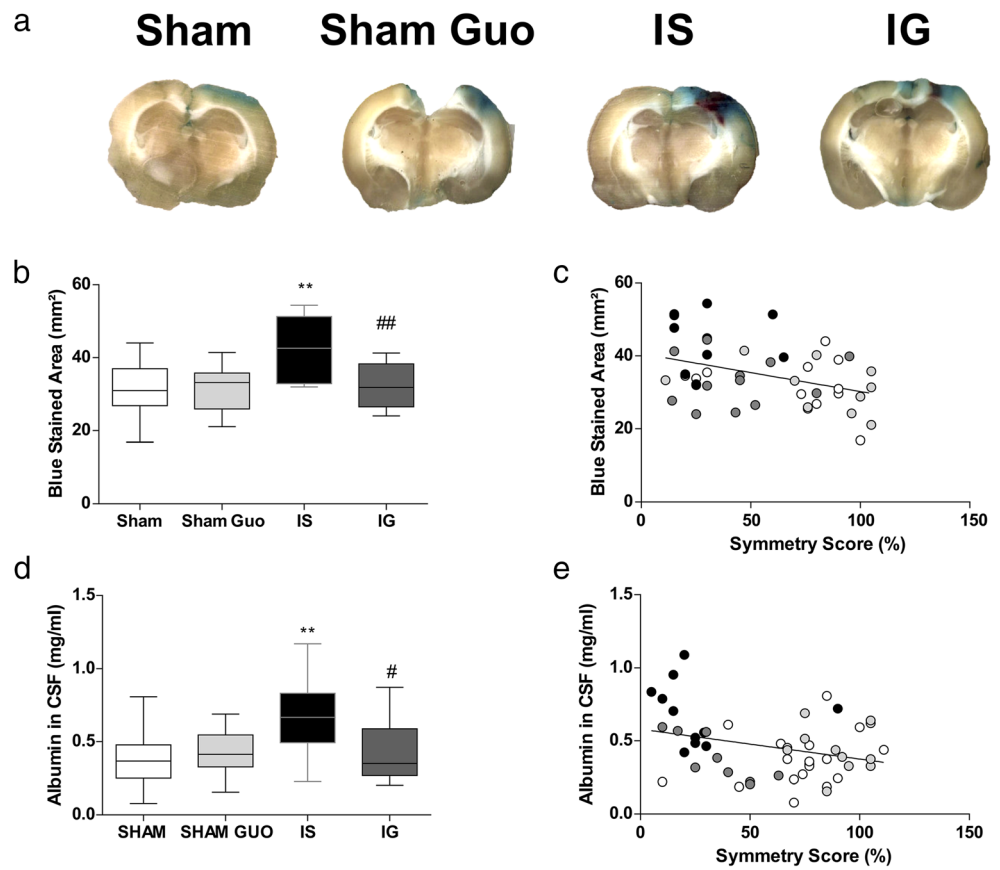 a
Sham Sham Guo IS IG
b
Blue Stained Area (mm²)
60
40
20
0
**
##
Sham Sham Guo IS IG
c
Blue Stained Area (mm²)
60
40
20
0
0 50 100 150
Symmetry Score (%)
d
Albumin in CSF (mg/ml)
1.5
1.0
0.5
0.0
**
#
SHAM SHAM GUO IS IG
e
Albumin in CSF (mg/ml)
1.5
1.0
0.5
0.0
0 50 100 150
Symmetry Score (%)